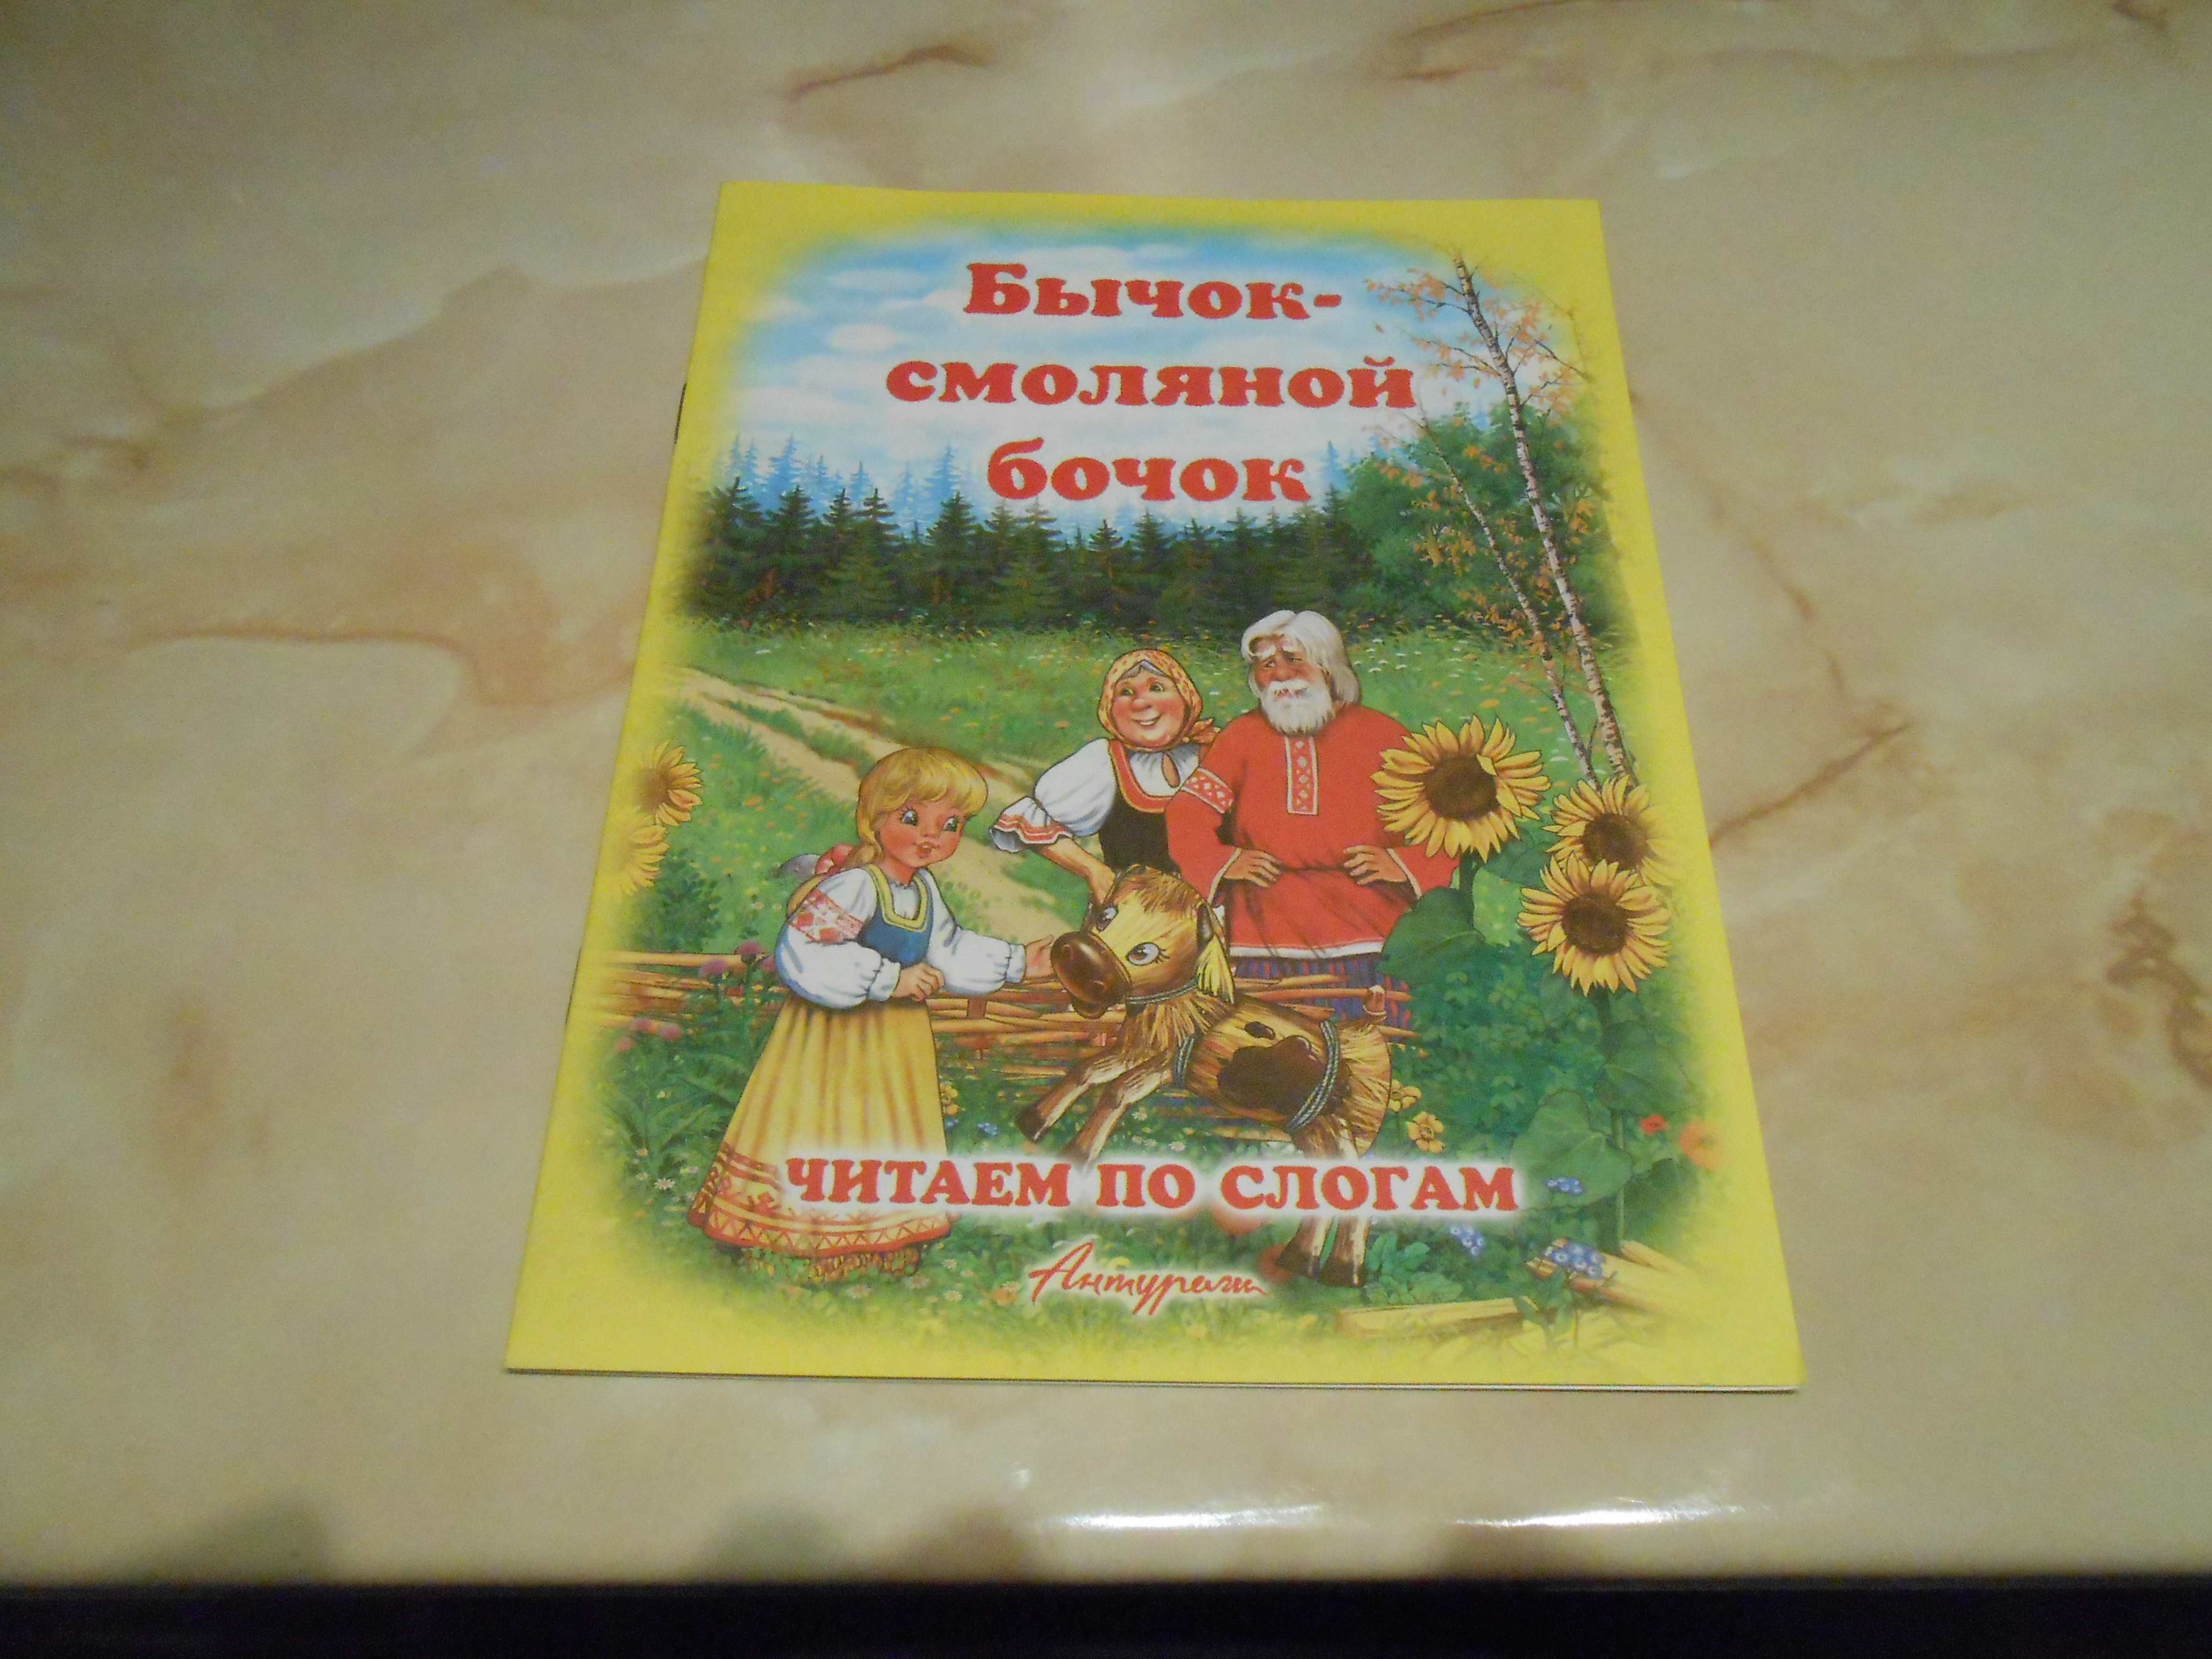 Бычок-
смоляной
бочок
ЧИТАЕМ ПО СЛОГАМ
Антураж